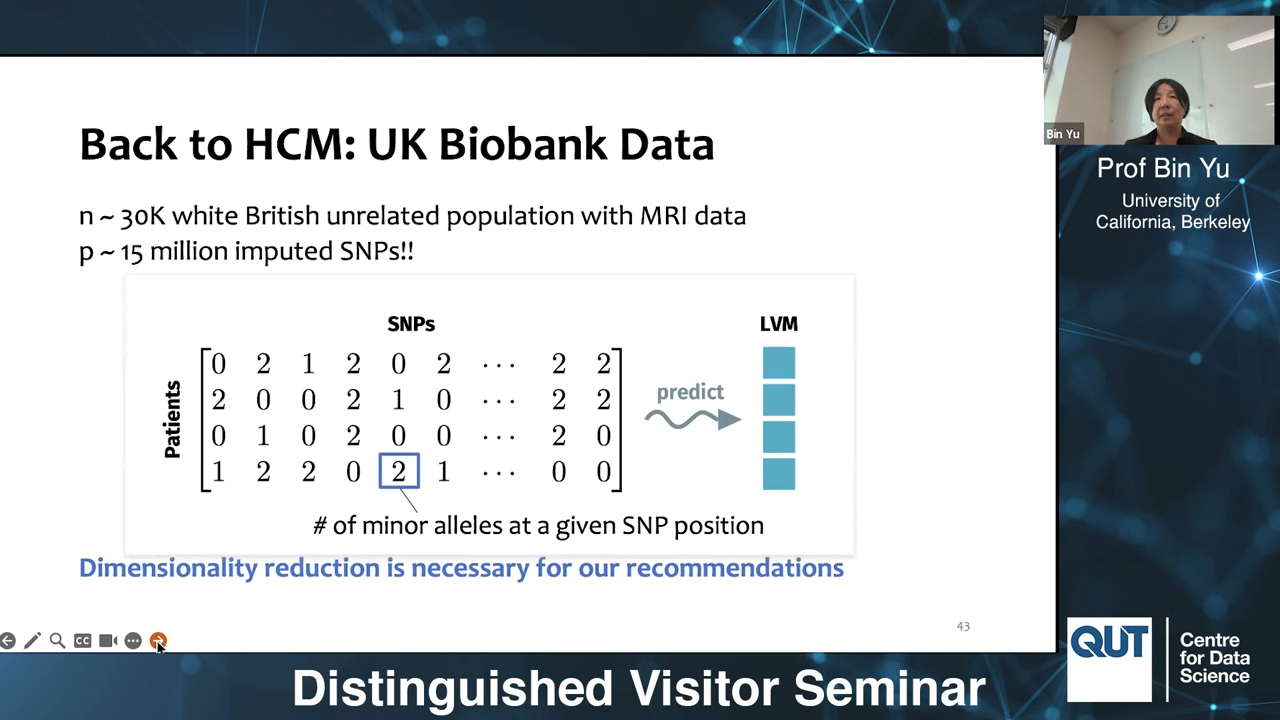 Back to HCM: UK Biobank Data
n ~ 30K white British unrelated population with MRI data
p ~ 15 million imputed SNPs!!
SNPs
LVM
Patients
0 2 1 2 0 2 ··· 2 2
2 0 0 2 1 0 ··· 2 2
0 1 0 2 0 0 ··· 2 0
1 2 2 0 2 1 ··· 0 0
predict
# of minor alleles at a given SNP position
Dimensionality reduction is necessary for our recommendations
43
CC
Bin Yu
Prof Bin Yu
University of
California, Berkeley
QUT
Centre
for Data
Science
Distinguished Visitor Seminar